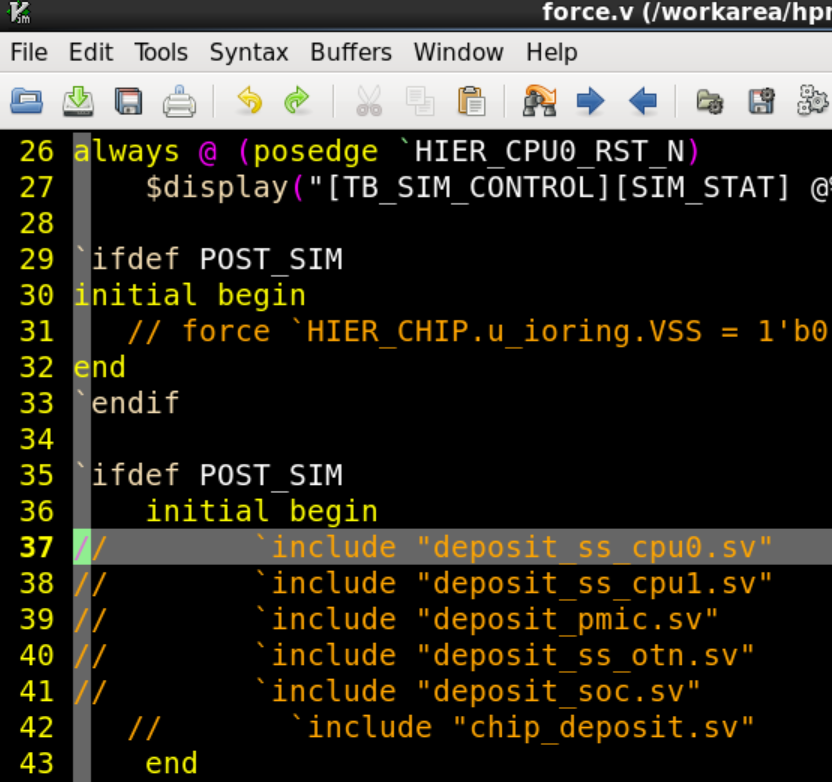 force.v (/workarea/hpr
File Edit Tools Syntax Buffers Window Help
26 always @ (posedge `HIER_CPU0_RST_N)
27     $display("[TB_SIM_CONTROL][SIM_STAT] @%
28
29 `ifdef POST_SIM
30 initial begin
31    // force `HIER_CHIP.u_ioring.VSS = 1'b0
32 end
33 `endif
34
35 `ifdef POST_SIM
36     initial begin
37 //        `include "deposit_ss_cpu0.sv"
38 //        `include "deposit_ss_cpu1.sv"
39 //        `include "deposit_pmic.sv"
40 //        `include "deposit_ss_otn.sv"
41 //        `include "deposit_soc.sv"
42    //       `include "chip_deposit.sv"
43     end